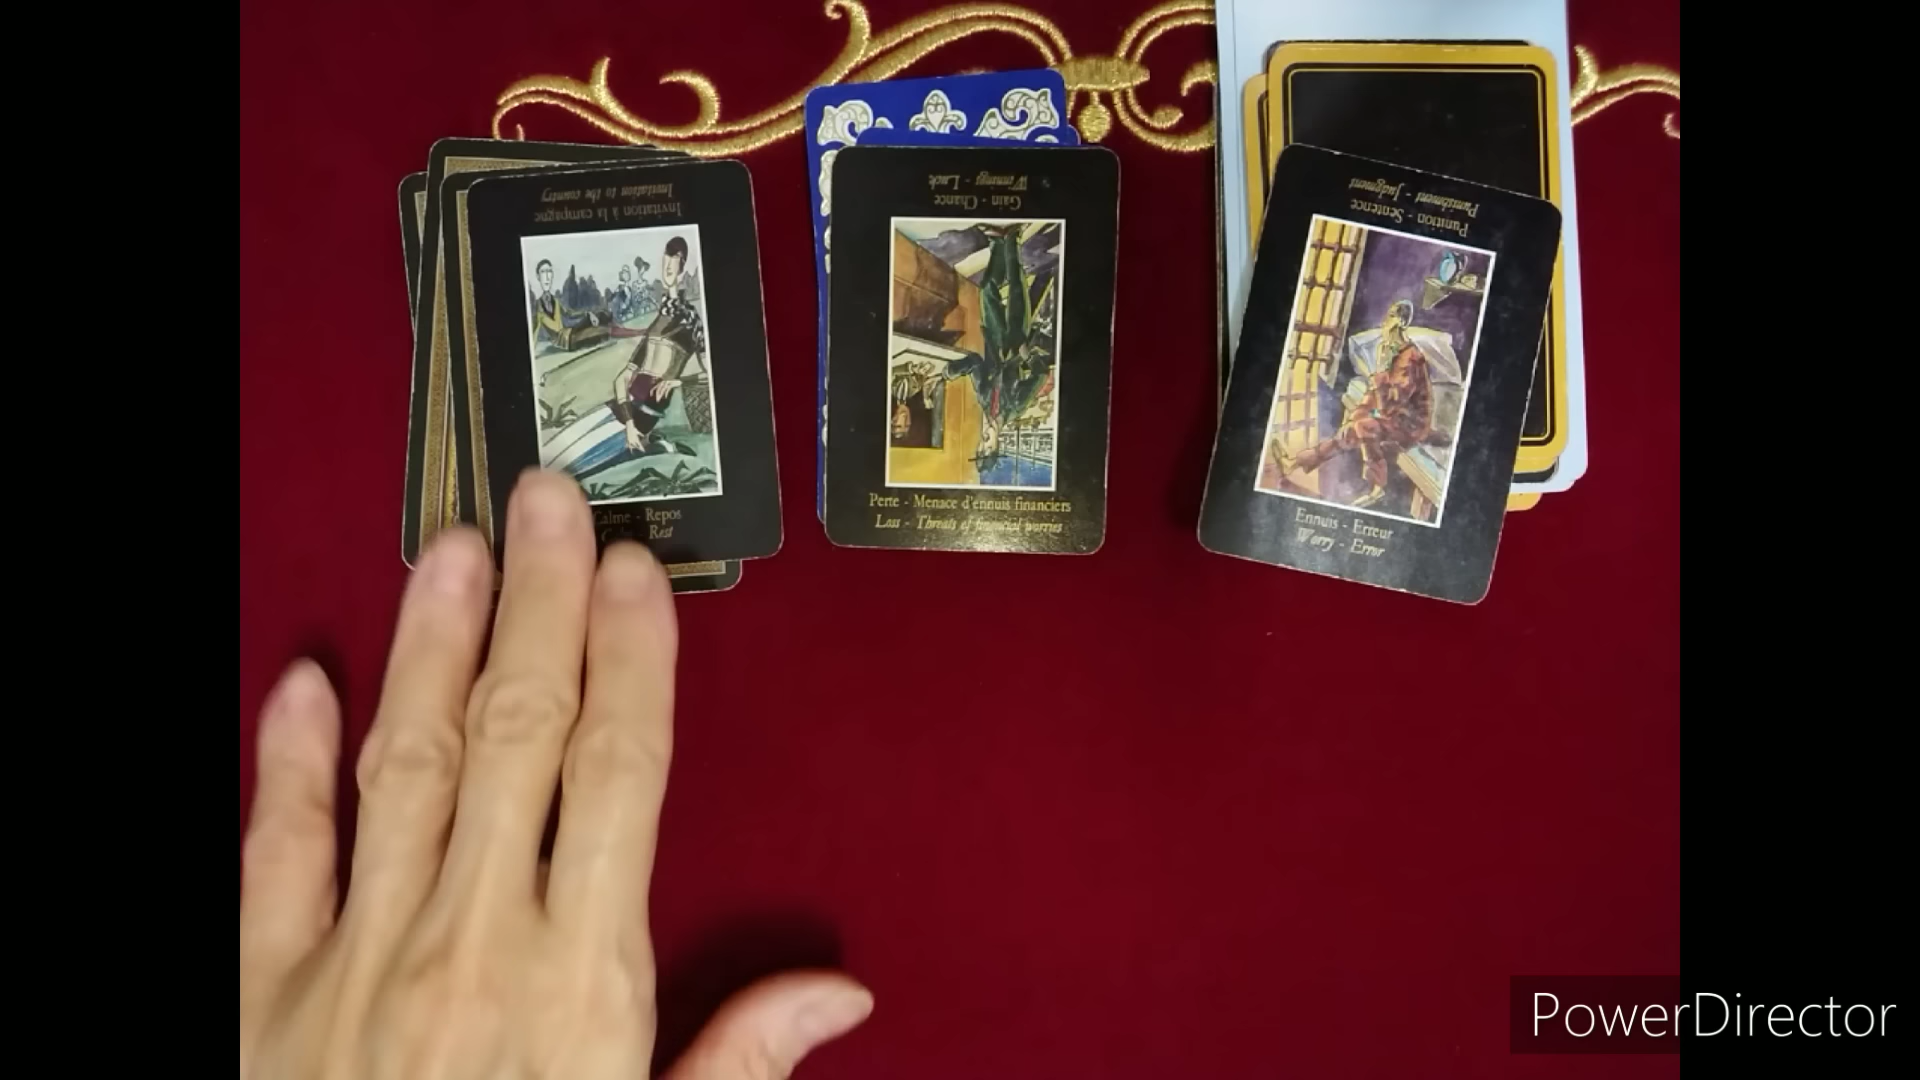 Invitation à la campagne
Invitation to the country
Calme - Repos
Rest
Gain - Chance
Winnings - Luck
Perte - Menace d'ennuis financiers
Loss - Threats of financial worries
Punition - Sentence
Punishment - Judgment
Ennuis - Erreur
Worry - Error
PowerDirector